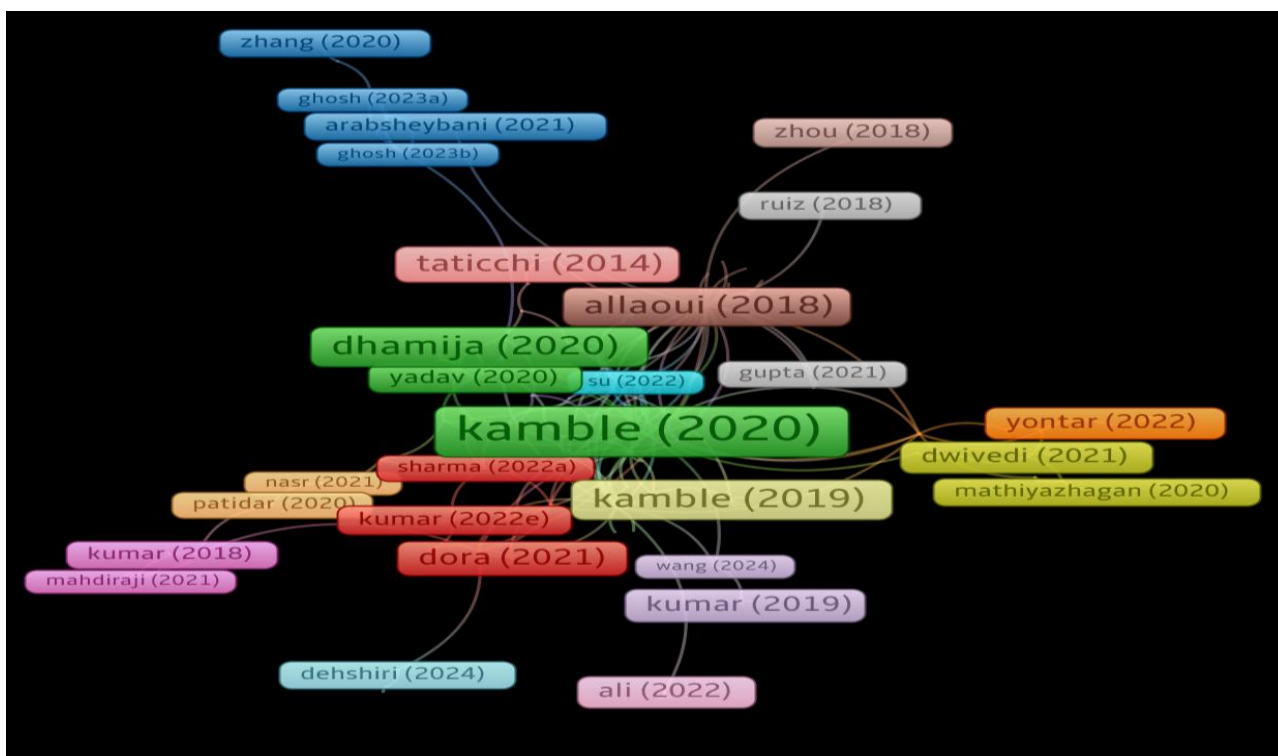 zhang (2020)
ghosh (2023a)
arabsheybani (2021)
zhou (2018)
ghosh (2023b)
ruiz (2018)
taticchi (2014)
allaoui (2018)
dhamija (2020)
yadav (2020)
su (2022)
gupta (2021)
kamble (2020)
yontar (2022)
dwivedi (2021)
sharma (2022a)
nasr (2021)
mathiyazhagan (2020)
kamble (2019)
patidar (2020)
kumar (2022e)
kumar (2018)
dora (2021)
wang (2024)
mahdiraji (2021)
kumar (2019)
dehshiri (2024)
ali (2022)